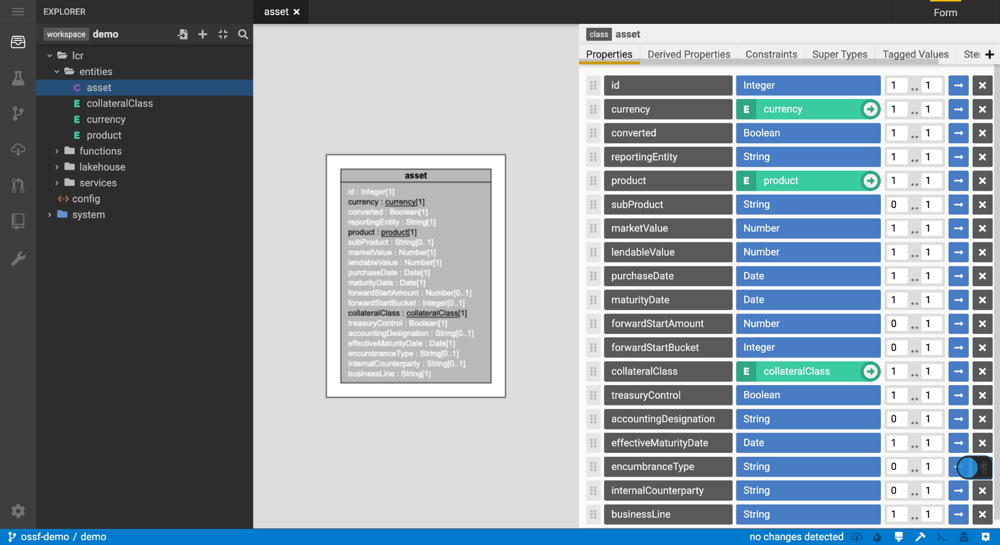 EXPLORER
asset
Form
workspace demo
class asset
Properties Derived Properties Constraints Super Types Tagged Values Ste
lcr
entities
C asset
E collateralClass
E currency
E product
functions
lakehouse
services
config
system
asset
id : Integer[1]
currency : currency[1]
converted : Boolean[1]
reportingEntity : String[1]
product : product[1]
subProduct : String[0..1]
marketValue : Number[1]
lendableValue : Number[1]
purchaseDate : Date[1]
maturityDate : Date[1]
forwardStartAmount : Number[0..1]
forwardStartBucket : Integer[0..1]
collateralClass : collateralClass[1]
treasuryControl : Boolean[1]
accountingDesignation : String[0..1]
effectiveMaturityDate : Date[1]
encumbranceType : String[0..1]
internalCounterparty : String[0..1]
businessLine : String[1]
id Integer 1 .. 1
currency E currency 1 .. 1
converted Boolean 1 .. 1
reportingEntity String 1 .. 1
product E product 1 .. 1
subProduct String 0 .. 1
marketValue Number 1 .. 1
lendableValue Number 1 .. 1
purchaseDate Date 1 .. 1
maturityDate Date 1 .. 1
forwardStartAmount Number 0 .. 1
forwardStartBucket Integer 0 .. 1
collateralClass E collateralClass 1 .. 1
treasuryControl Boolean 1 .. 1
accountingDesignation String 0 .. 1
effectiveMaturityDate Date 1 .. 1
encumbranceType String 0 .. 1
internalCounterparty String 0 .. 1
businessLine String 1 .. 1
ossf-demo / demo
no changes detected